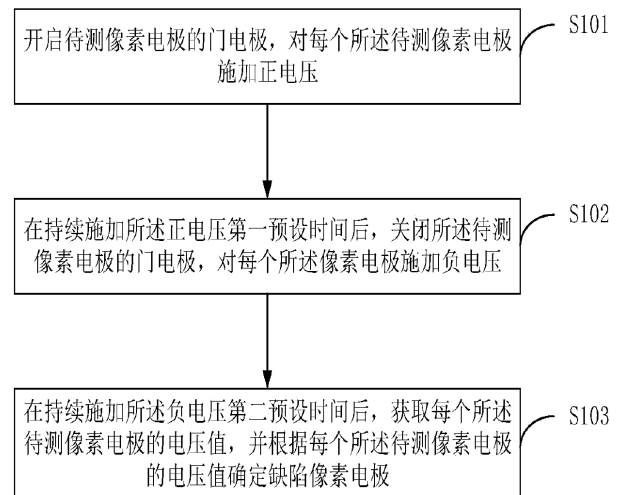 开启待测像素电极的门电极，对每个所述待测像素电极
施加正电压
S101
在持续施加所述正电压第一预设时间后，关闭所述待测
像素电极的门电极，对每个所述像素电极施加负电压
S102
在持续施加所述负电压第二预设时间后，获取每个所述
待测像素电极的电压值，并根据每个所述待测像素电极
的电压值确定缺陷像素电极
S103